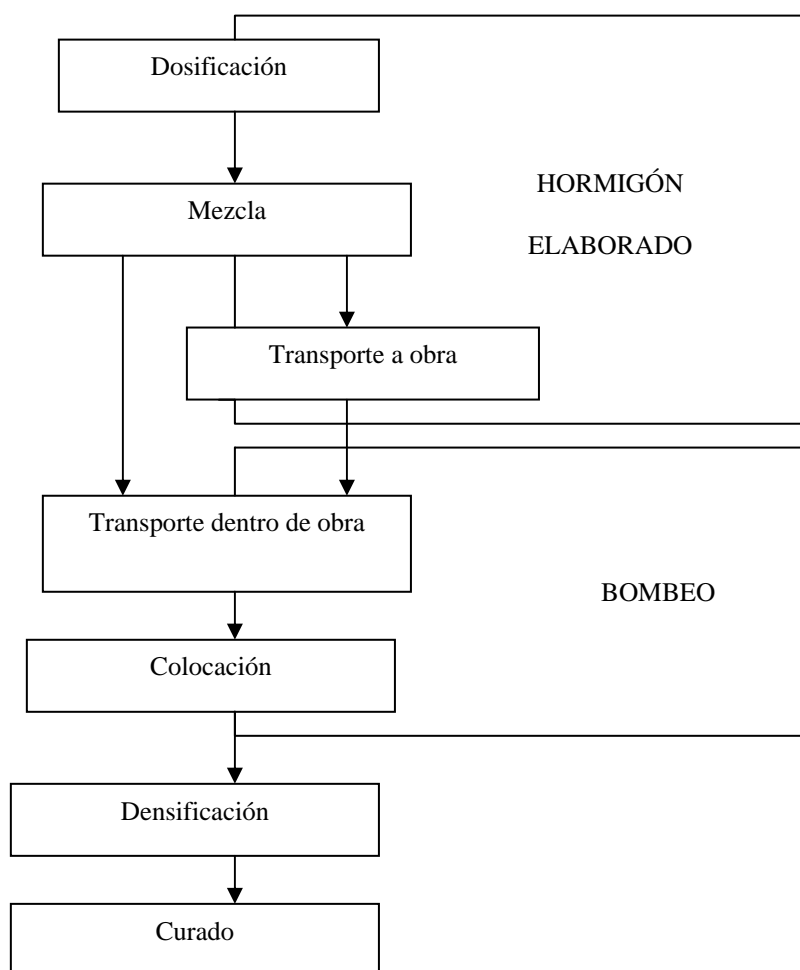 Dosificación
HORMIGÓN
Mezcla
ELABORADO
Transporte a obra
Transporte dentro de obra
BOMBEO
Colocación
Densificación
Curado